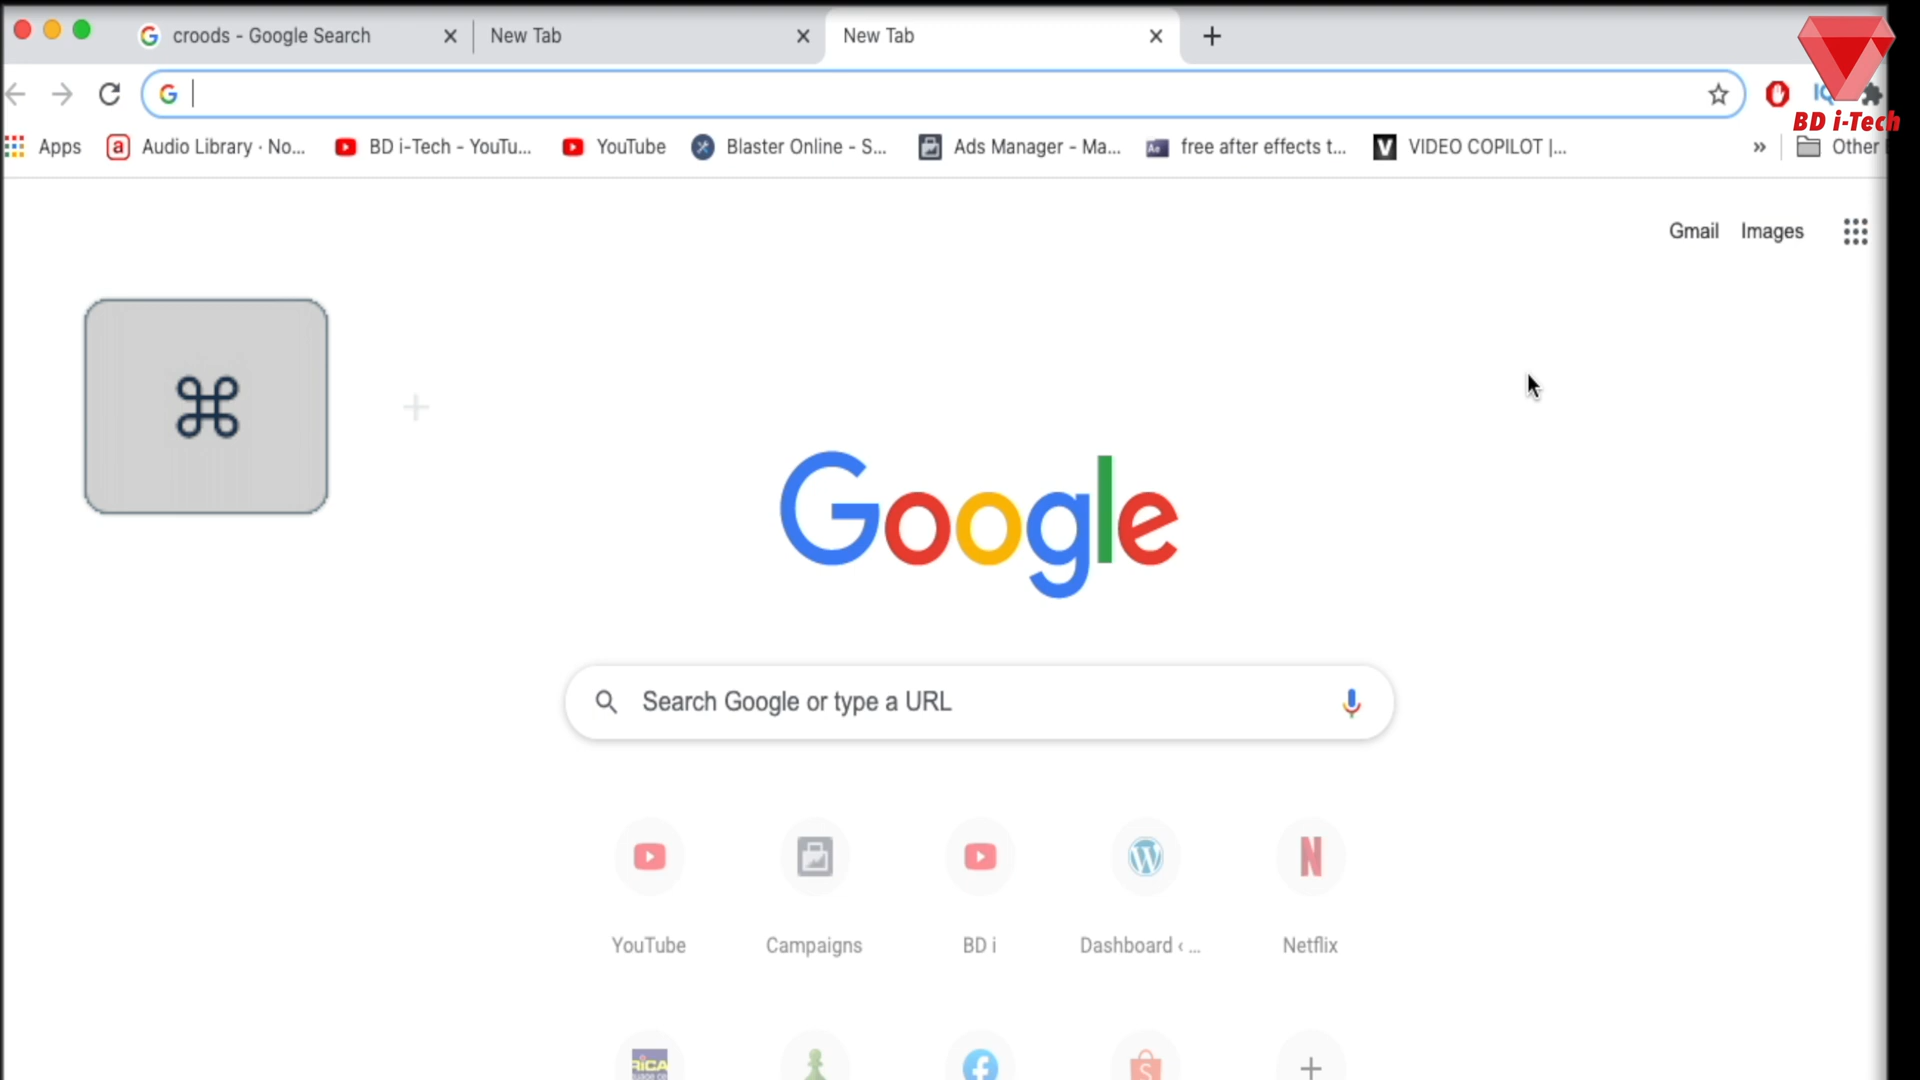 croods - Google Search
New Tab
New Tab
BD i-Tech
Apps
Audio Library · No...
BD i-Tech - YouTu...
YouTube
Blaster Online - S...
Ads Manager - Ma...
free after effects t...
VIDEO COPILOT |...
»
Other
Gmail
Images
⌘
+
Google
Search Google or type a URL
YouTube
Campaigns
BD i
Dashboard ‹ ...
Netflix